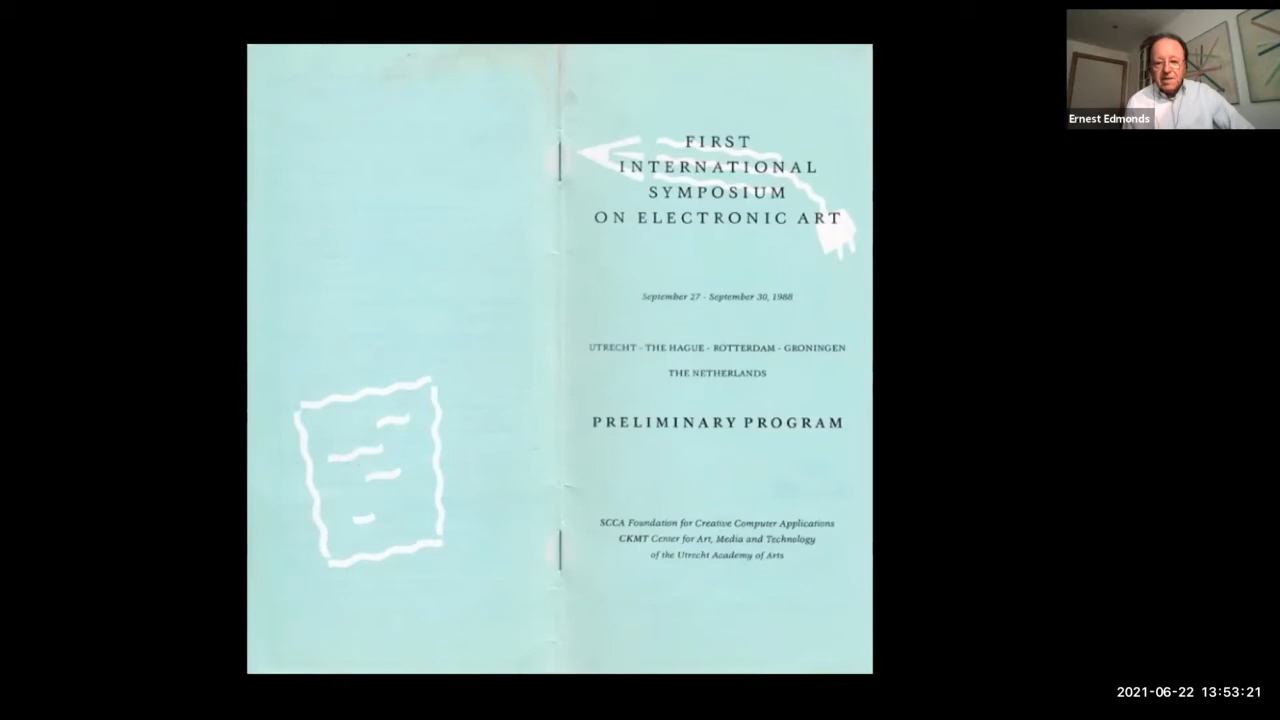 FIRST
INTERNATIONAL
SYMPOSIUM
ON ELECTRONIC ART
September 27 - September 30, 1988
UTRECHT - THE HAGUE - ROTTERDAM - GRONINGEN
THE NETHERLANDS
PRELIMINARY PROGRAM
SCCA Foundation for Creative Computer Applications
CKMT Center for Art, Media and Technology
of the Utrecht Academy of Arts
Ernest Edmonds
2021-06-22 13:53:21